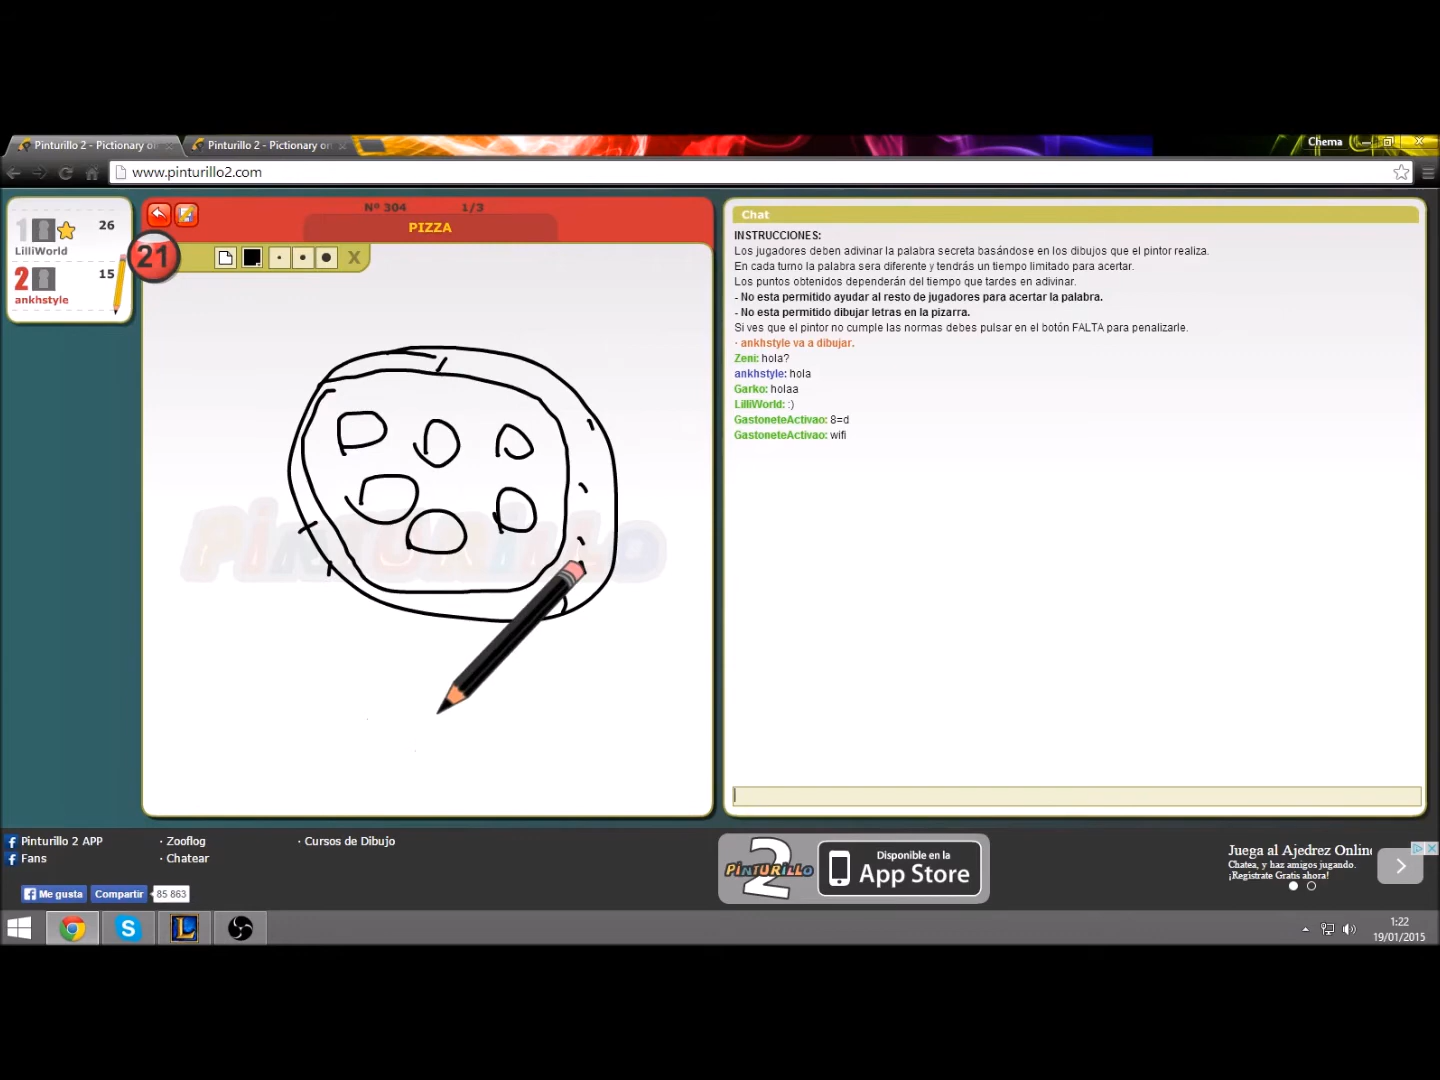 Pinturillo 2 - Pictionary o
Pinturillo 2 - Pictionary on
Chema
www.pinturillo2.com
1 26
LilliWorld
2 15
ankhstyle
21
Nº 304 1/3
PIZZA
X
PiNTURiLLO
Chat
INSTRUCCIONES:
Los jugadores deben adivinar la palabra secreta basándose en los dibujos que el pintor realiza.
En cada turno la palabra sera diferente y tendrás un tiempo limitado para acertar.
Los puntos obtenidos dependerán del tiempo que tardes en adivinar.
- No esta permitido ayudar al resto de jugadores para acertar la palabra.
- No esta permitido dibujar letras en la pizarra.
Si ves que el pintor no cumple las normas debes pulsar en el botón FALTA para penalizarle.
· ankhstyle va a dibujar.
Zeni: hola?
ankhstyle: hola
Garko: holaa
LilliWorld: :)
GastoneteActivao: 8=d
GastoneteActivao: wifi
Pinturillo 2 APP
Fans
· Zooflog
· Chatear
· Cursos de Dibujo
Me gusta
Compartir
85 863
PiNTURiLLO 2
Disponible en la
App Store
Juega al Ajedrez Online
Chatea, y haz amigos jugando.
¡Registrate Gratis ahora!
1:22
19/01/2015